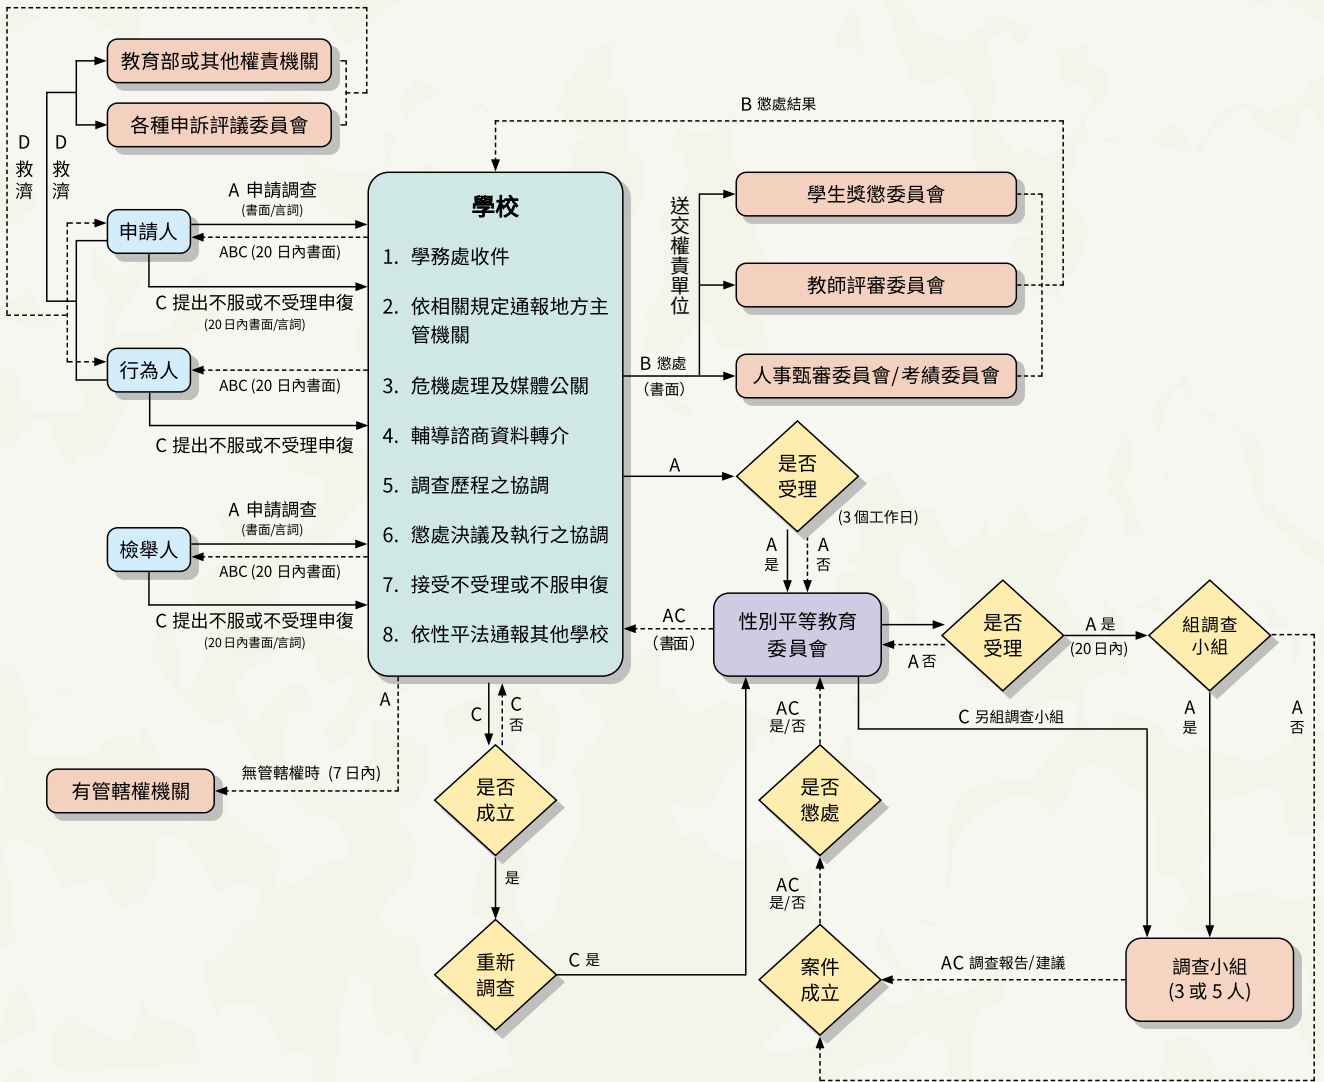 教育部或其他權責機關
各種申訴評議委員會
D
救
濟
D
救
濟
A 申請調查
(書面/言詞)
申請人
ABC (20 日內書面)
C 提出不服或不受理申復
(20 日內書面/言詞)
行為人
ABC (20 日內書面)
C 提出不服或不受理申復
A 申請調查
(書面/言詞)
檢舉人
ABC (20 日內書面)
C 提出不服或不受理申復
(20 日內書面/言詞)
學校
1. 學務處收件
2. 依相關規定通報地方主
管機關
3. 危機處理及媒體公關
4. 輔導諮商資料轉介
5. 調查歷程之協調
6. 懲處決議及執行之協調
7. 接受不受理或不服申復
8. 依性平法通報其他學校
B 懲處結果
送交權責單位
學生獎懲委員會
教師評審委員會
B 懲處
(書面)
人事甄審委員會/考績委員會
A
是否
受理
(3 個工作日)
A
是
A
否
AC
(書面)
性別平等教育
委員會
A 否
是否
受理
A 是
(20 日內)
組調查
小組
A
是
A
否
C 另組調查小組
A
無管轄權時 (7 日內)
有管轄權機關
C
C
否
是否
成立
是
重新
調查
C 是
AC
是/否
是否
懲處
AC
是/否
案件
成立
AC 調查報告/建議
調查小組
(3 或 5 人)